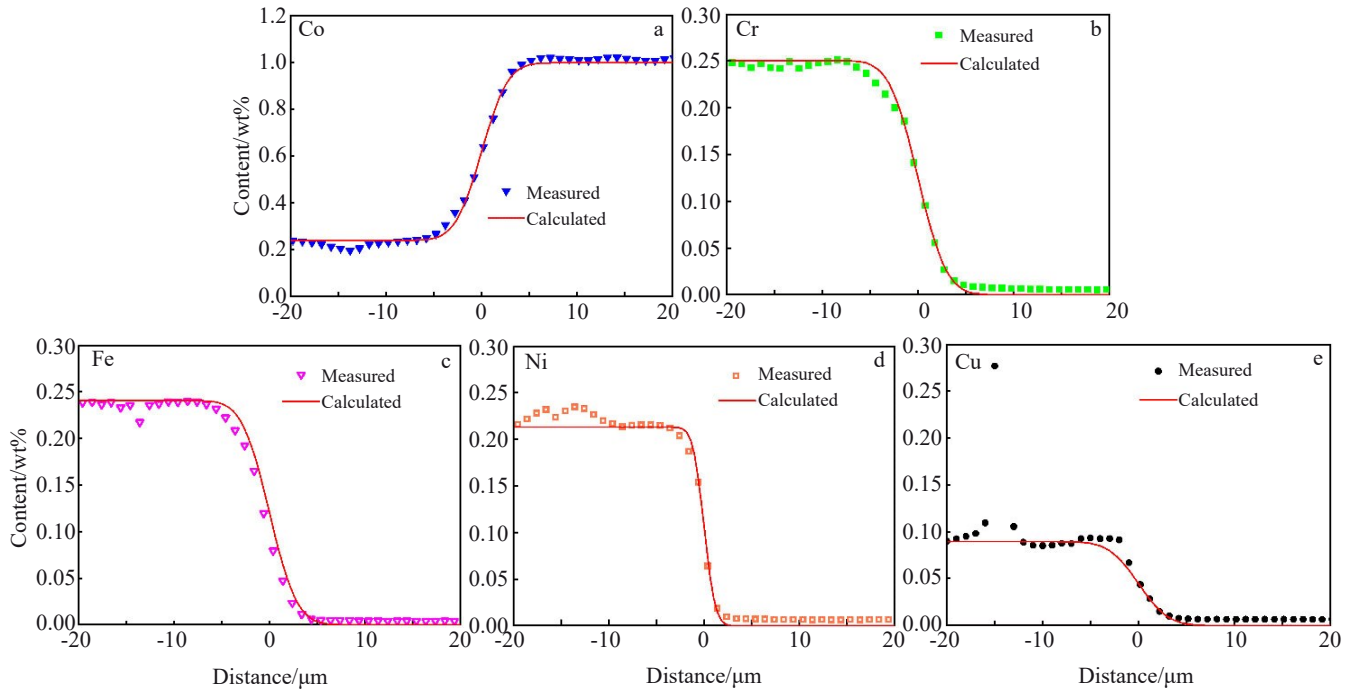 Co
a
1.2
1.0
0.8
0.6
0.4
0.2
0.0
Content/wt%
Measured
Calculated
-20
-10
0
10
20
Cr
b
0.30
0.25
0.20
0.15
0.10
0.05
0.00
Measured
Calculated
-20
-10
0
10
20
Fe
c
0.30
0.25
0.20
0.15
0.10
0.05
0.00
Content/wt%
Measured
Calculated
-20
-10
0
10
20
Distance/μm
Ni
d
0.30
0.25
0.20
0.15
0.10
0.05
0.00
Measured
Calculated
-20
-10
0
10
20
Distance/μm
Cu
e
0.30
0.25
0.20
0.15
0.10
0.05
0.00
Measured
Calculated
-20
-10
0
10
20
Distance/μm